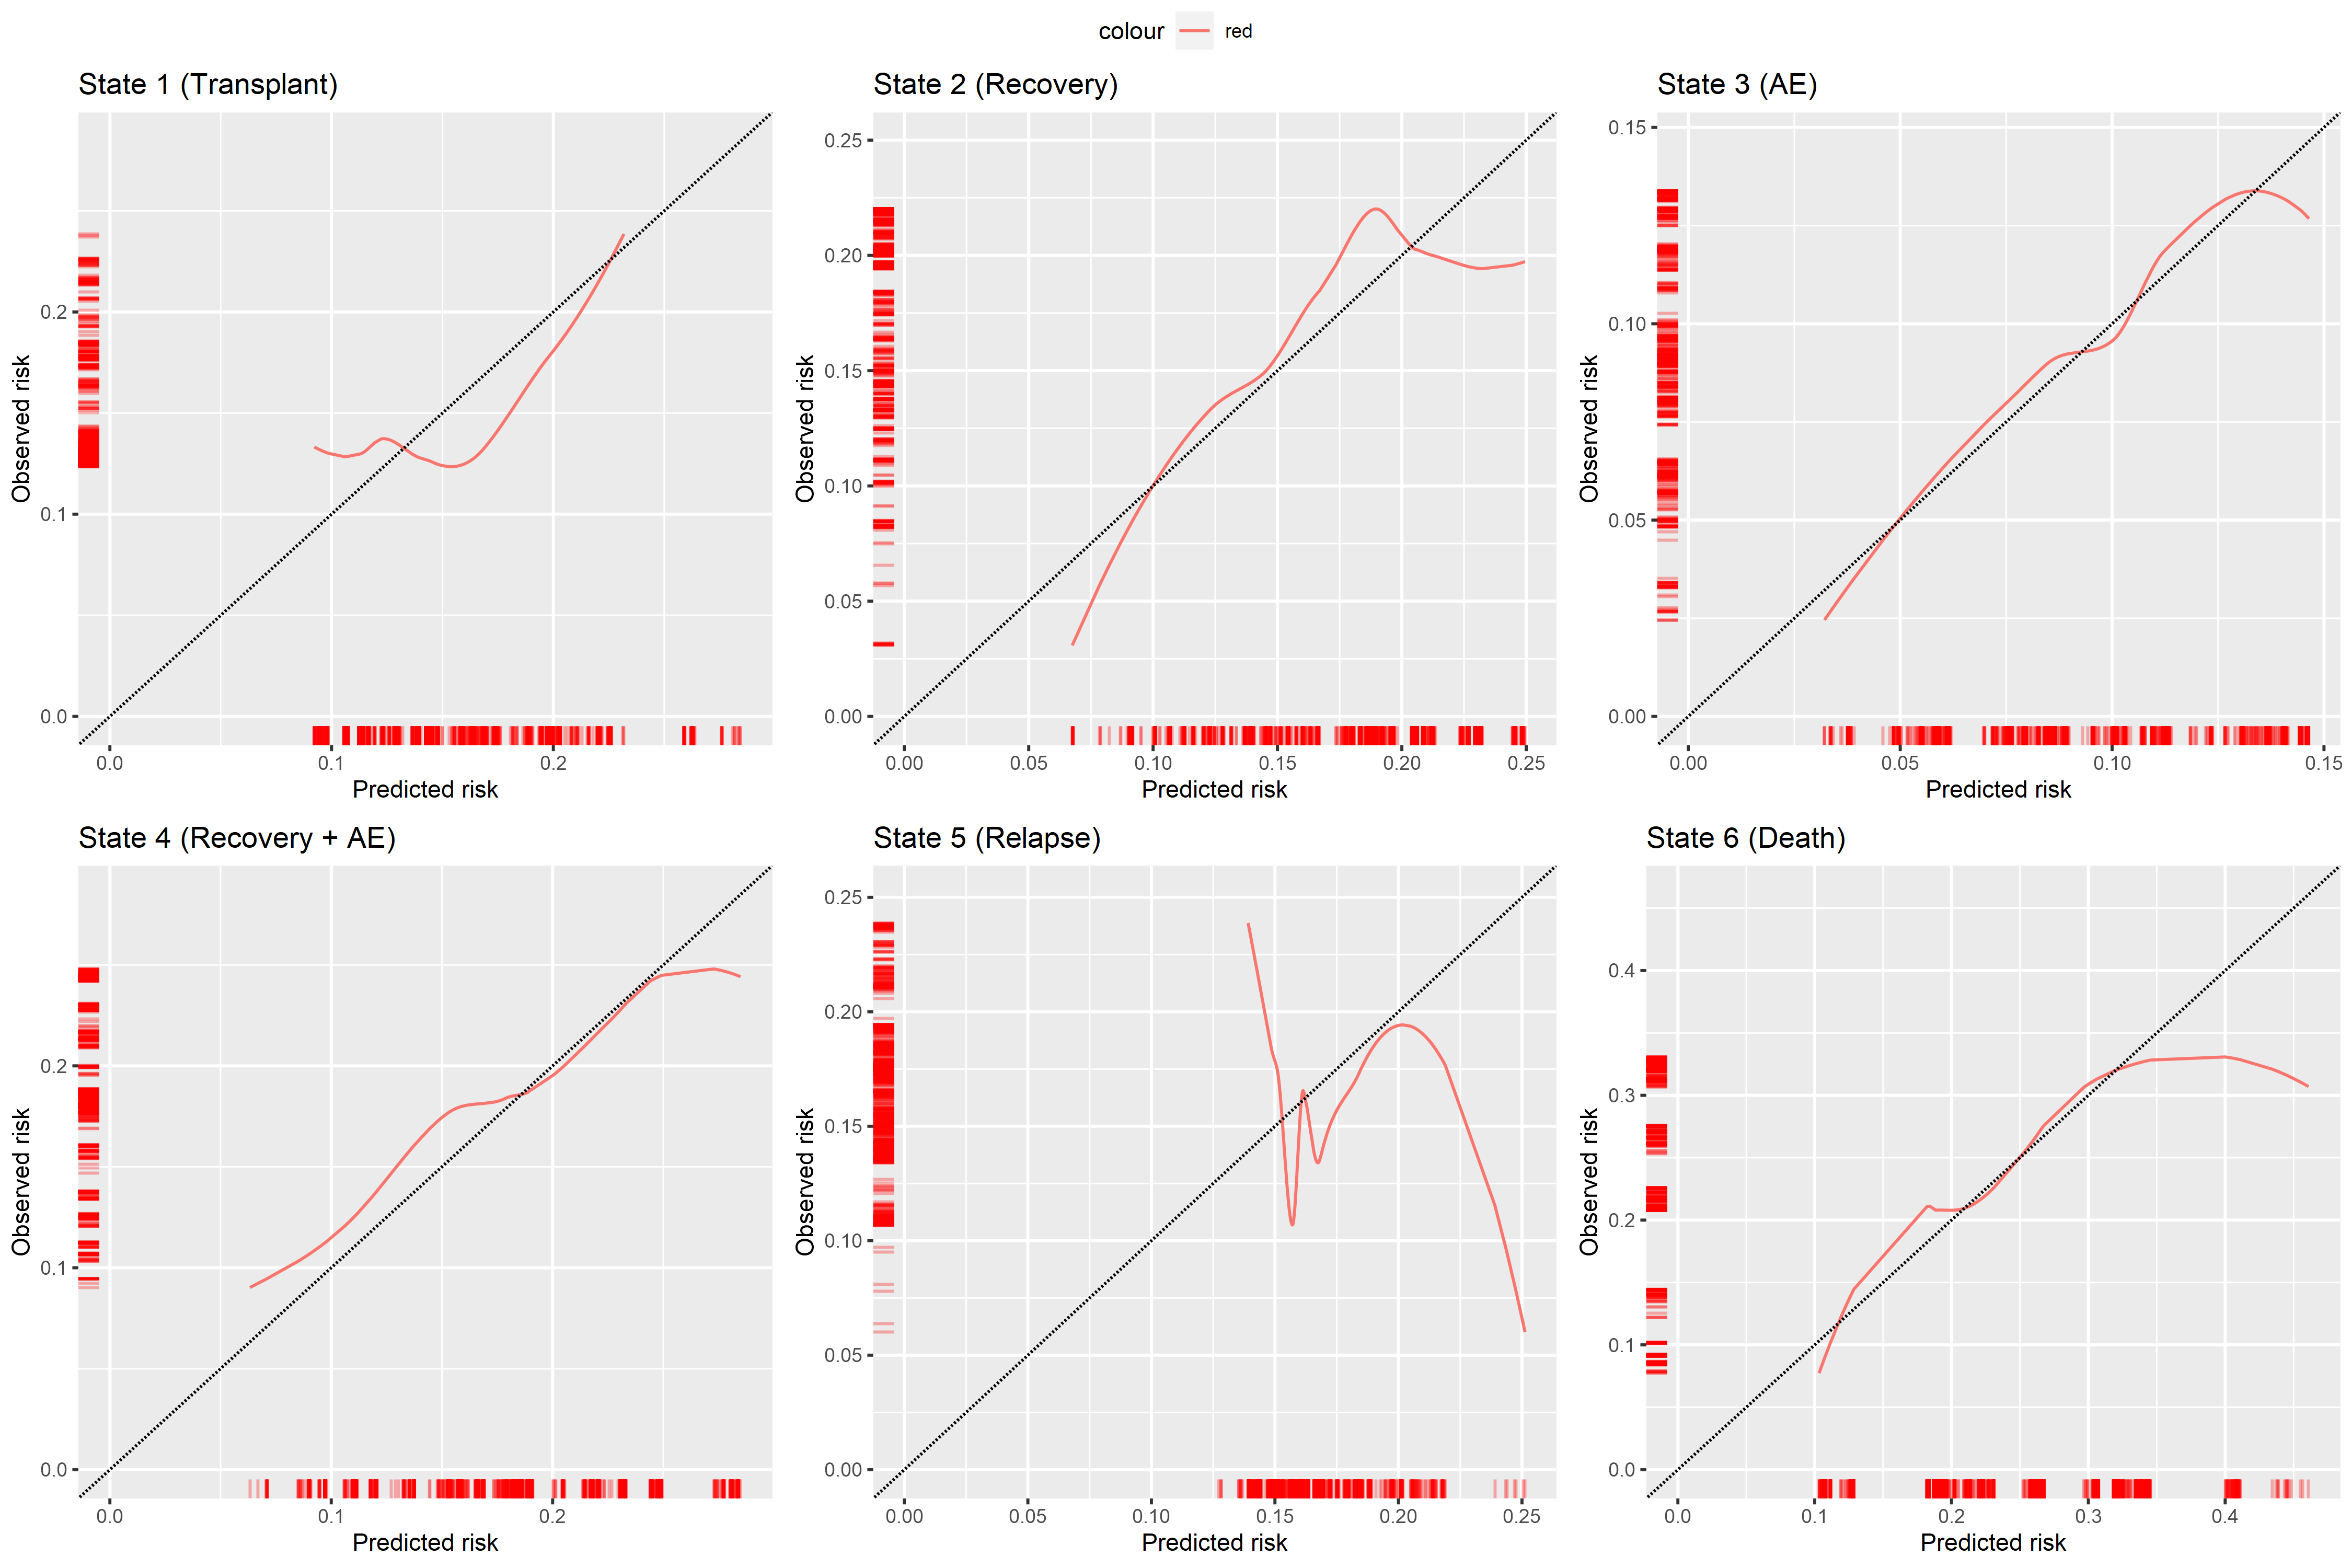 colour red
State 1 (Transplant)
Observed risk
0.2
0.1
0.0
0.0 0.1 0.2
Predicted risk
State 2 (Recovery)
Observed risk
0.25
0.20
0.15
0.10
0.05
0.00
0.00 0.05 0.10 0.15 0.20 0.25
Predicted risk
State 3 (AE)
Observed risk
0.15
0.10
0.05
0.00
0.00 0.05 0.10 0.15
Predicted risk
State 4 (Recovery + AE)
Observed risk
0.2
0.1
0.0
0.0 0.1 0.2
Predicted risk
State 5 (Relapse)
Observed risk
0.25
0.20
0.15
0.10
0.05
0.00
0.00 0.05 0.10 0.15 0.20 0.25
Predicted risk
State 6 (Death)
Observed risk
0.4
0.3
0.2
0.1
0.0
0.0 0.1 0.2 0.3 0.4
Predicted risk